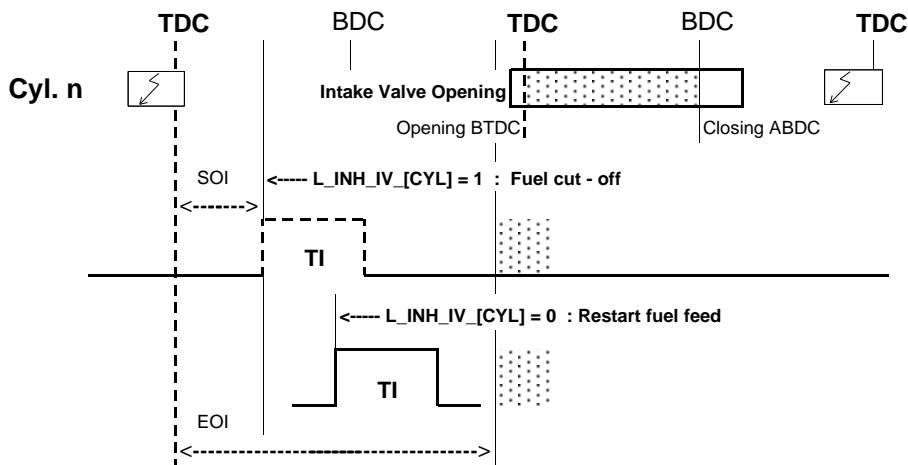 TDC BDC TDC BDC TDC
Cyl. n
Intake Valve Opening
Opening BTDC Closing ABDC
SOI
<----- L_INH_IV_[CYL] = 1 : Fuel cut - off
<------->
TI
<----- L_INH_IV_[CYL] = 0 : Restart fuel feed
TI
EOI
<------------------------------------>